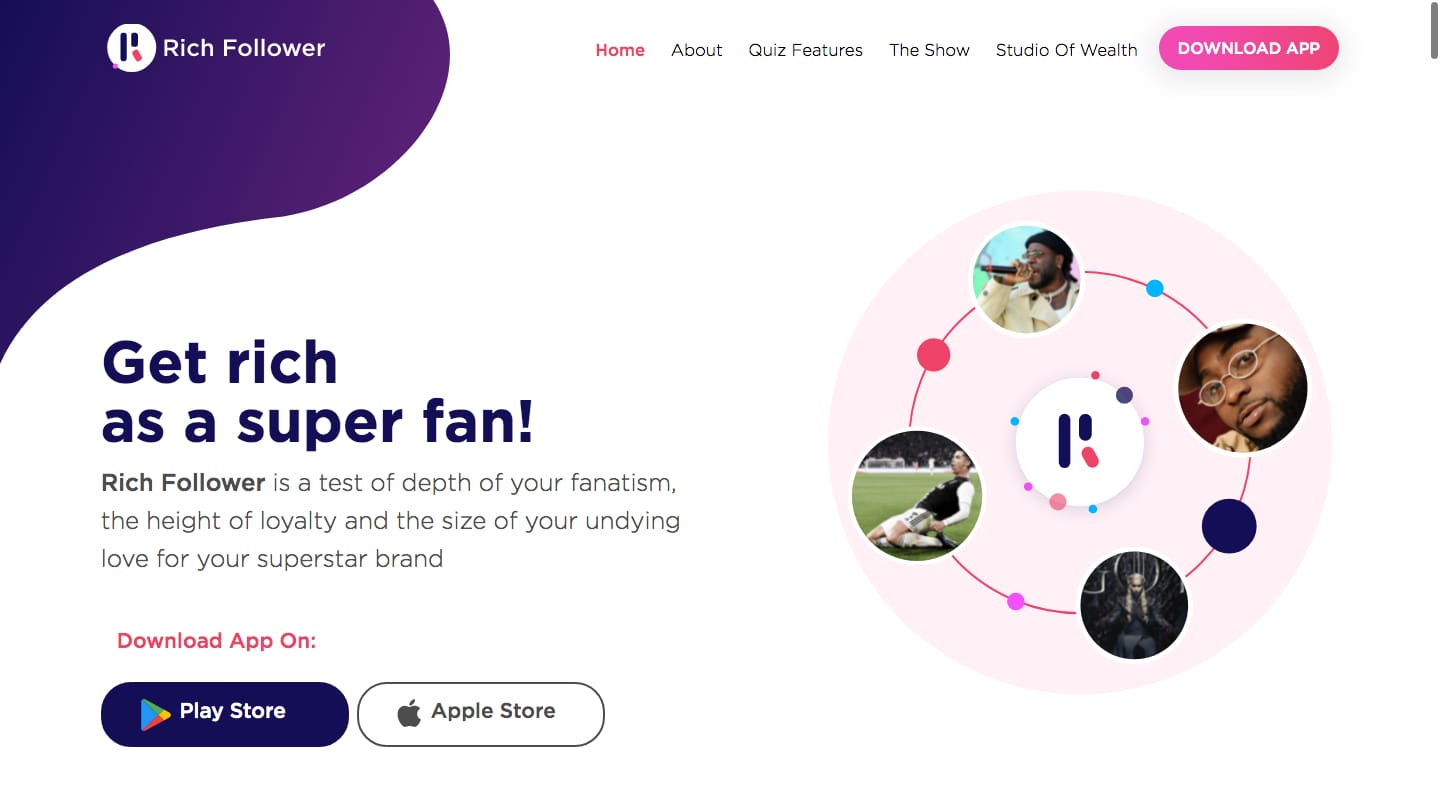 Rich Follower
Home
About
Quiz Features
The Show
Studio Of Wealth
DOWNLOAD APP
Get rich
as a super fan!
Rich Follower is a test of depth of your fanatism,
the height of loyalty and the size of your undying
love for your superstar brand
Download App On:
Play Store
Apple Store